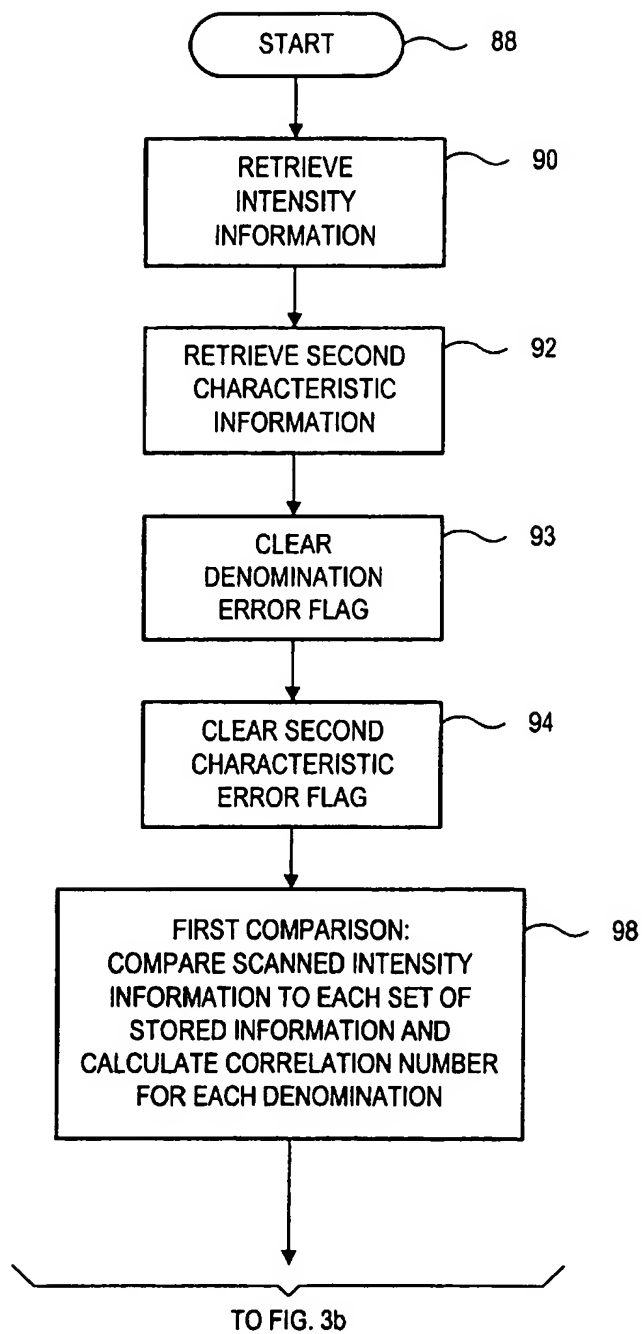 START
88
RETRIEVE
INTENSITY
INFORMATION
90
RETRIEVE SECOND
CHARACTERISTIC
INFORMATION
92
CLEAR
DENOMINATION
ERROR FLAG
93
CLEAR SECOND
CHARACTERISTIC
ERROR FLAG
94
FIRST COMPARISON:
COMPARE SCANNED INTENSITY
INFORMATION TO EACH SET OF
STORED INFORMATION AND
CALCULATE CORRELATION NUMBER
FOR EACH DENOMINATION
98
TO FIG. 3b